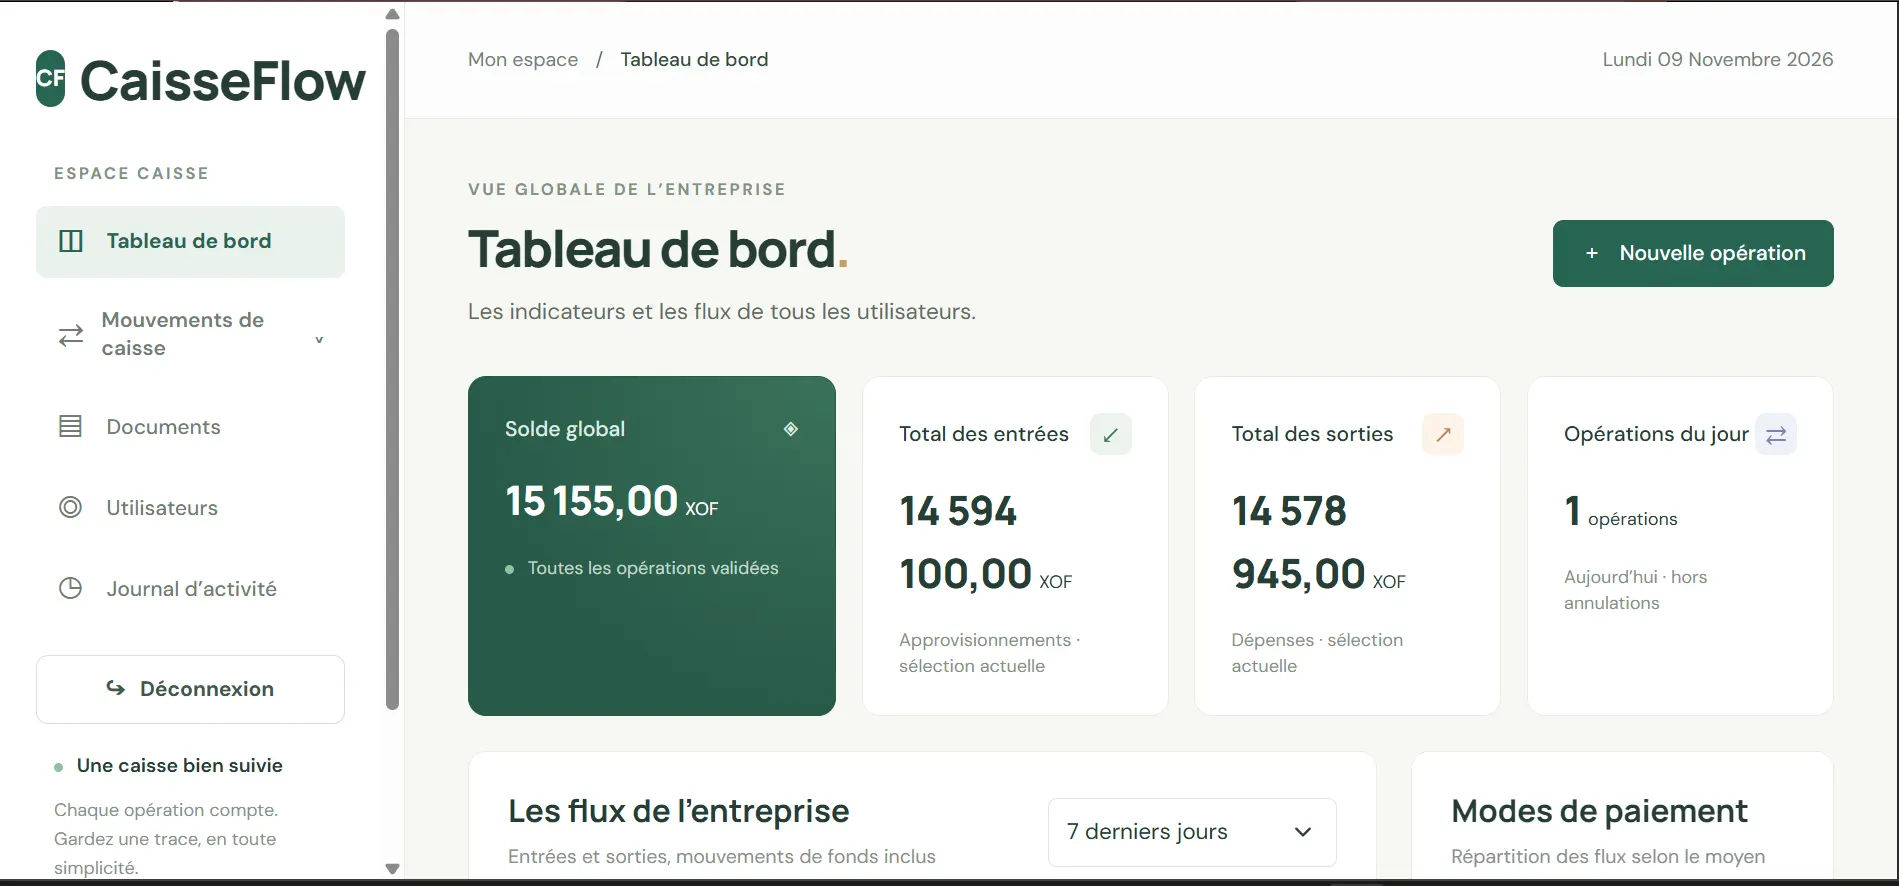 CF CaisseFlow
ESPACE CAISSE
Tableau de bord
Mouvements de
caisse
Documents
Utilisateurs
Journal d’activité
Déconnexion
Une caisse bien suivie
Chaque opération compte.
Gardez une trace, en toute
simplicité.
Mon espace / Tableau de bord
Lundi 09 Novembre 2026
VUE GLOBALE DE L’ENTREPRISE
Tableau de bord.
Les indicateurs et les flux de tous les utilisateurs.
+ Nouvelle opération
Solde global
15 155,00 XOF
Toutes les opérations validées
Total des entrées
14 594
100,00 XOF
Approvisionnements ·
sélection actuelle
Total des sorties
14 578
945,00 XOF
Dépenses · sélection
actuelle
Opérations du jour
1 opérations
Aujourd’hui · hors
annulations
Les flux de l’entreprise
Entrées et sorties, mouvements de fonds inclus
7 derniers jours
Modes de paiement
Répartition des flux selon le moyen